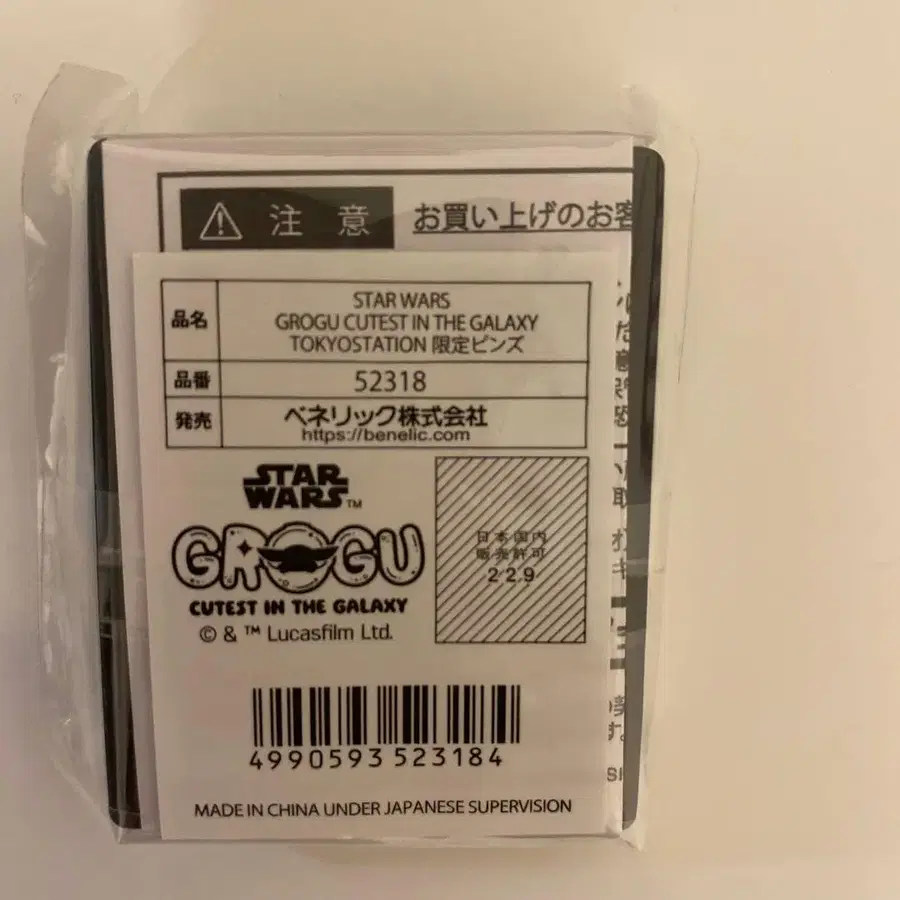 注 意
お買い上げのお客
品名
STAR WARS
GROGU CUTEST IN THE GALAXY
TOKYOSTATION 限定ピンズ
品番
52318
発売
ベネリック株式会社
https://benelic.com
STAR
WARS™
GROGU
CUTEST IN THE GALAXY
© & ™ Lucasfilm Ltd.
日本国内
販売許可
229
4990593 523184
MADE IN CHINA UNDER JAPANESE SUPERVISION